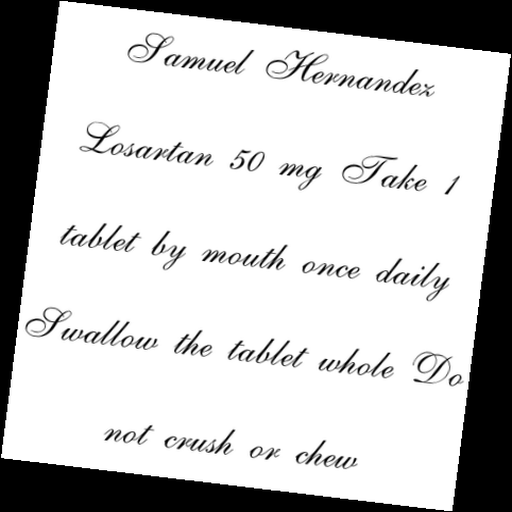 Samuel Hernandez
Losartan 50 mg Take 1
tablet by mouth once daily
Swallow the tablet whole Do
not crush or chew